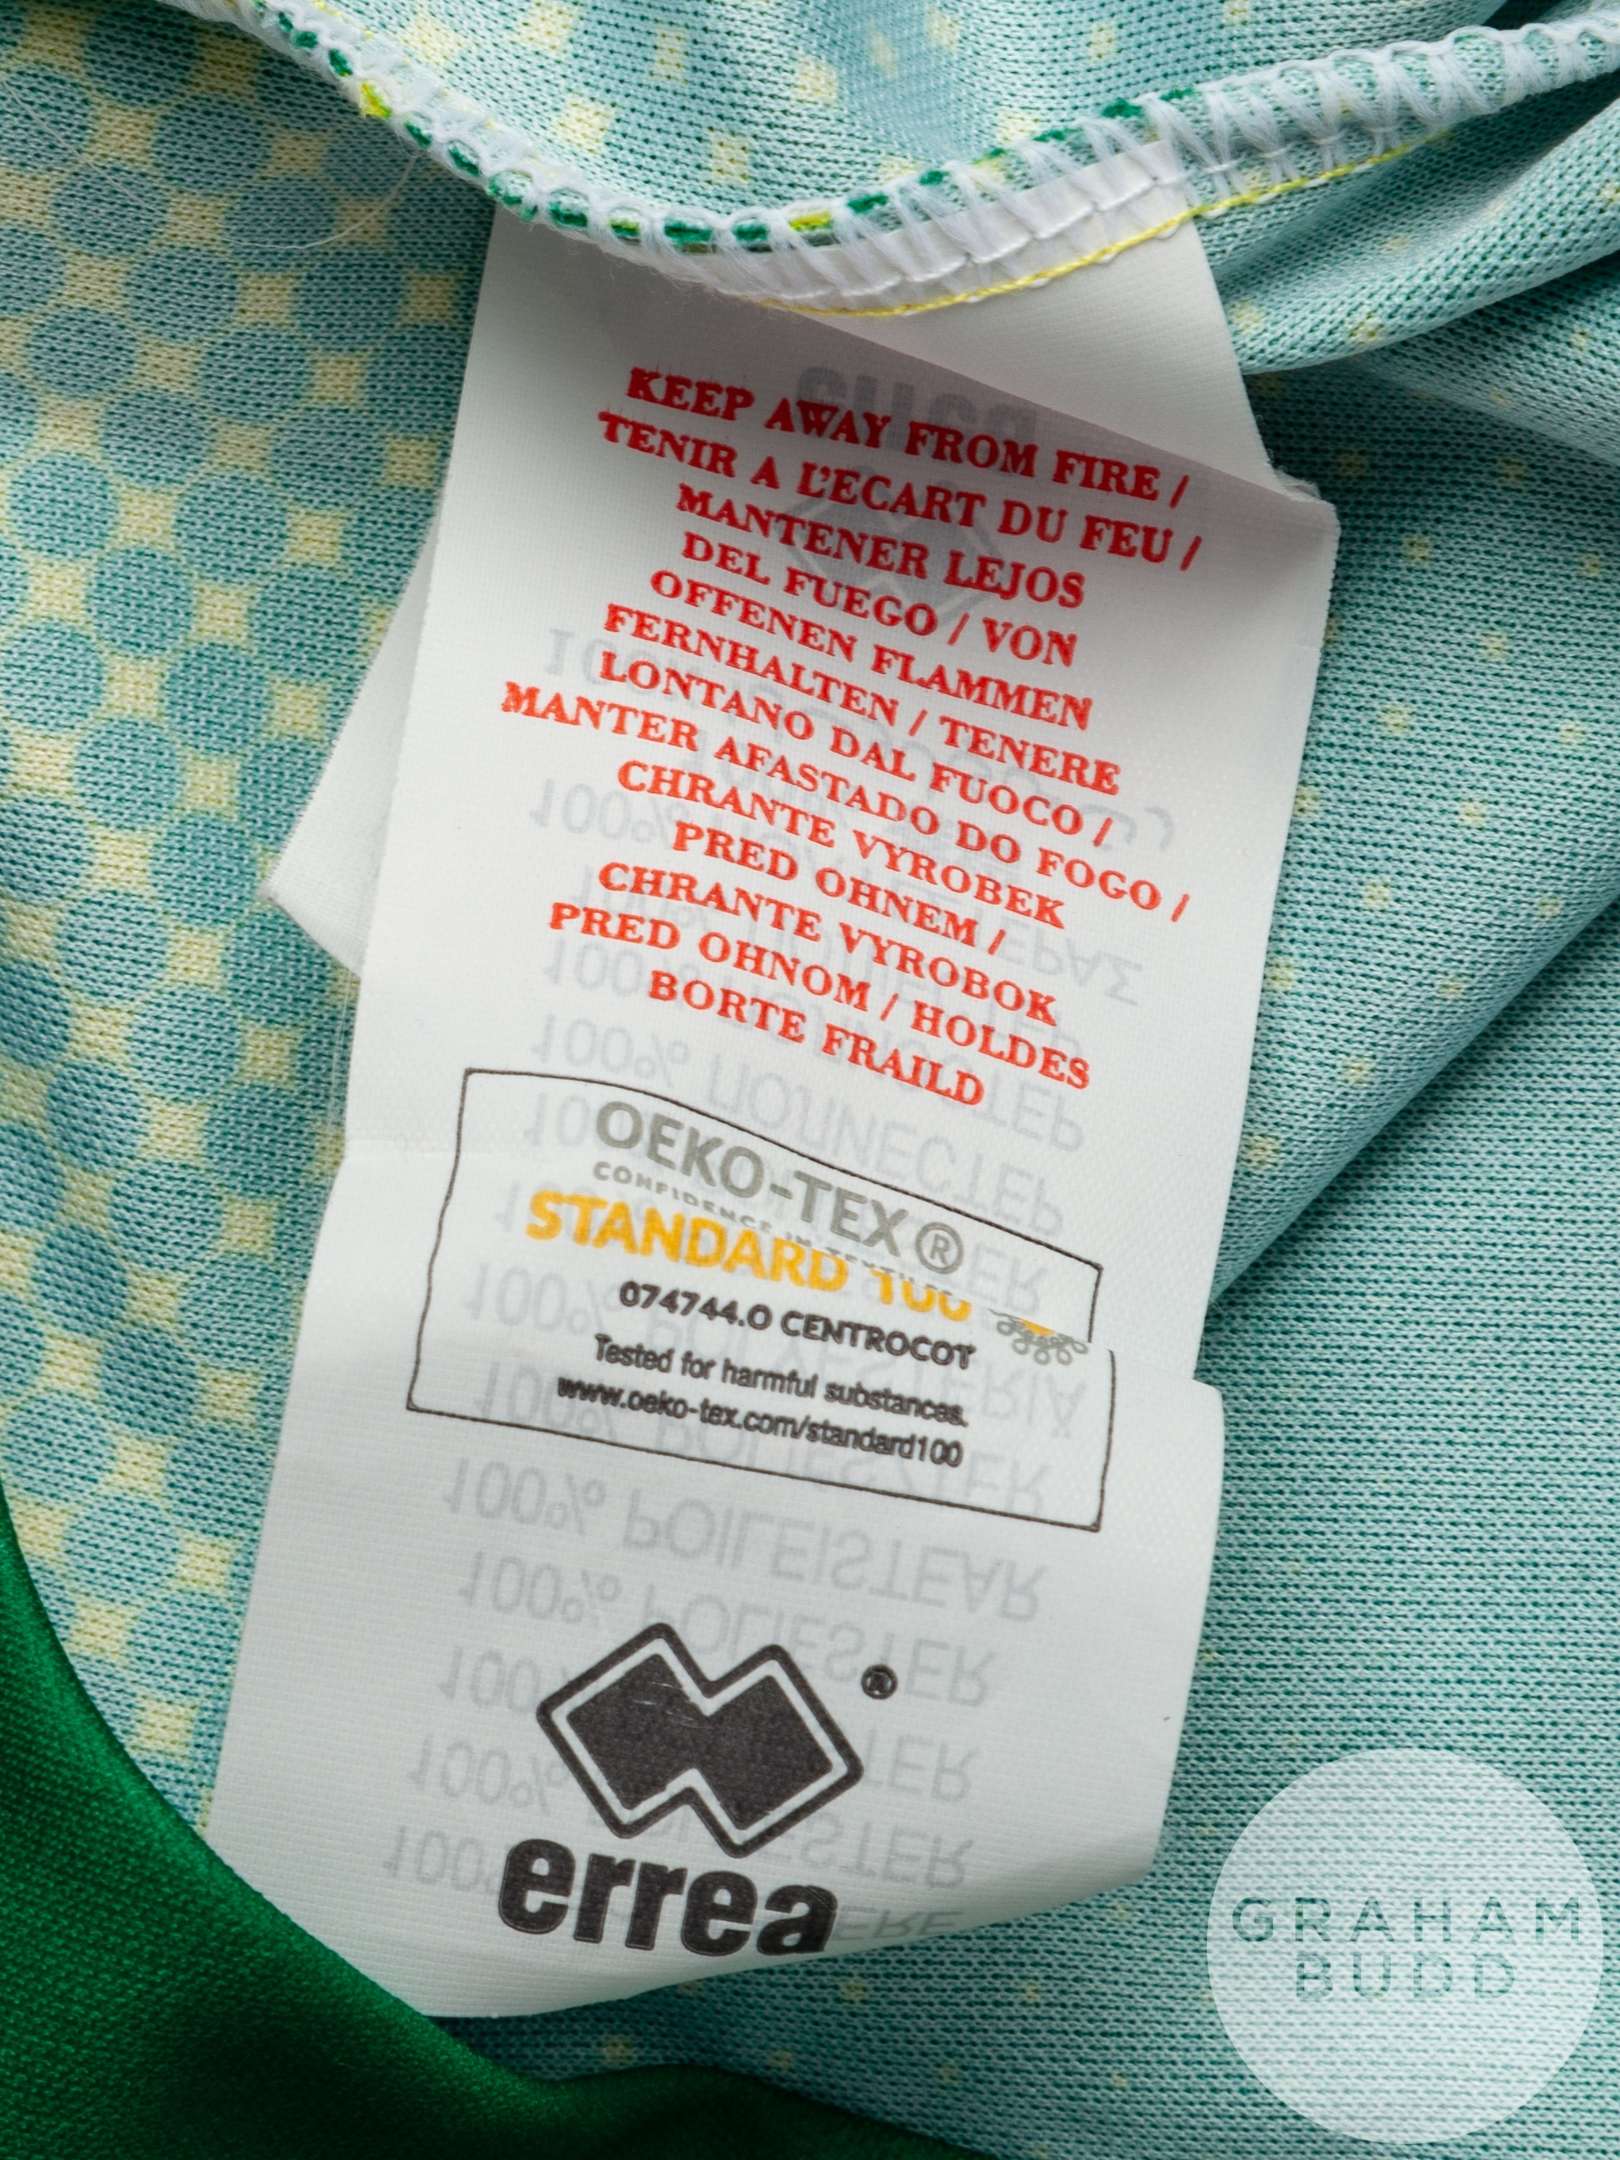 KEEP AWAY FROM FIRE /
TENIR A L'ECART DU FEU /
MANTENER LEJOS
DEL FUEGO / VON
OFFENEN FLAMMEN
FERNHALTEN / TENERE
LONTANO DAL FUOCO /
MANTER AFASTADO DO FOGO /
CHRANTE VYROBEK
PRED OHNEM /
CHRANTE VYROBOK
PRED OHNOM / HOLDES
BORTE FRAILD
OEKO-TEX®
CONFIDENCE IN
STANDARD 100
074744.O CENTROCOT
Tested for harmful substances.
www.oeko-tex.com/standard100
®
errea
GRAHAM
BUDD